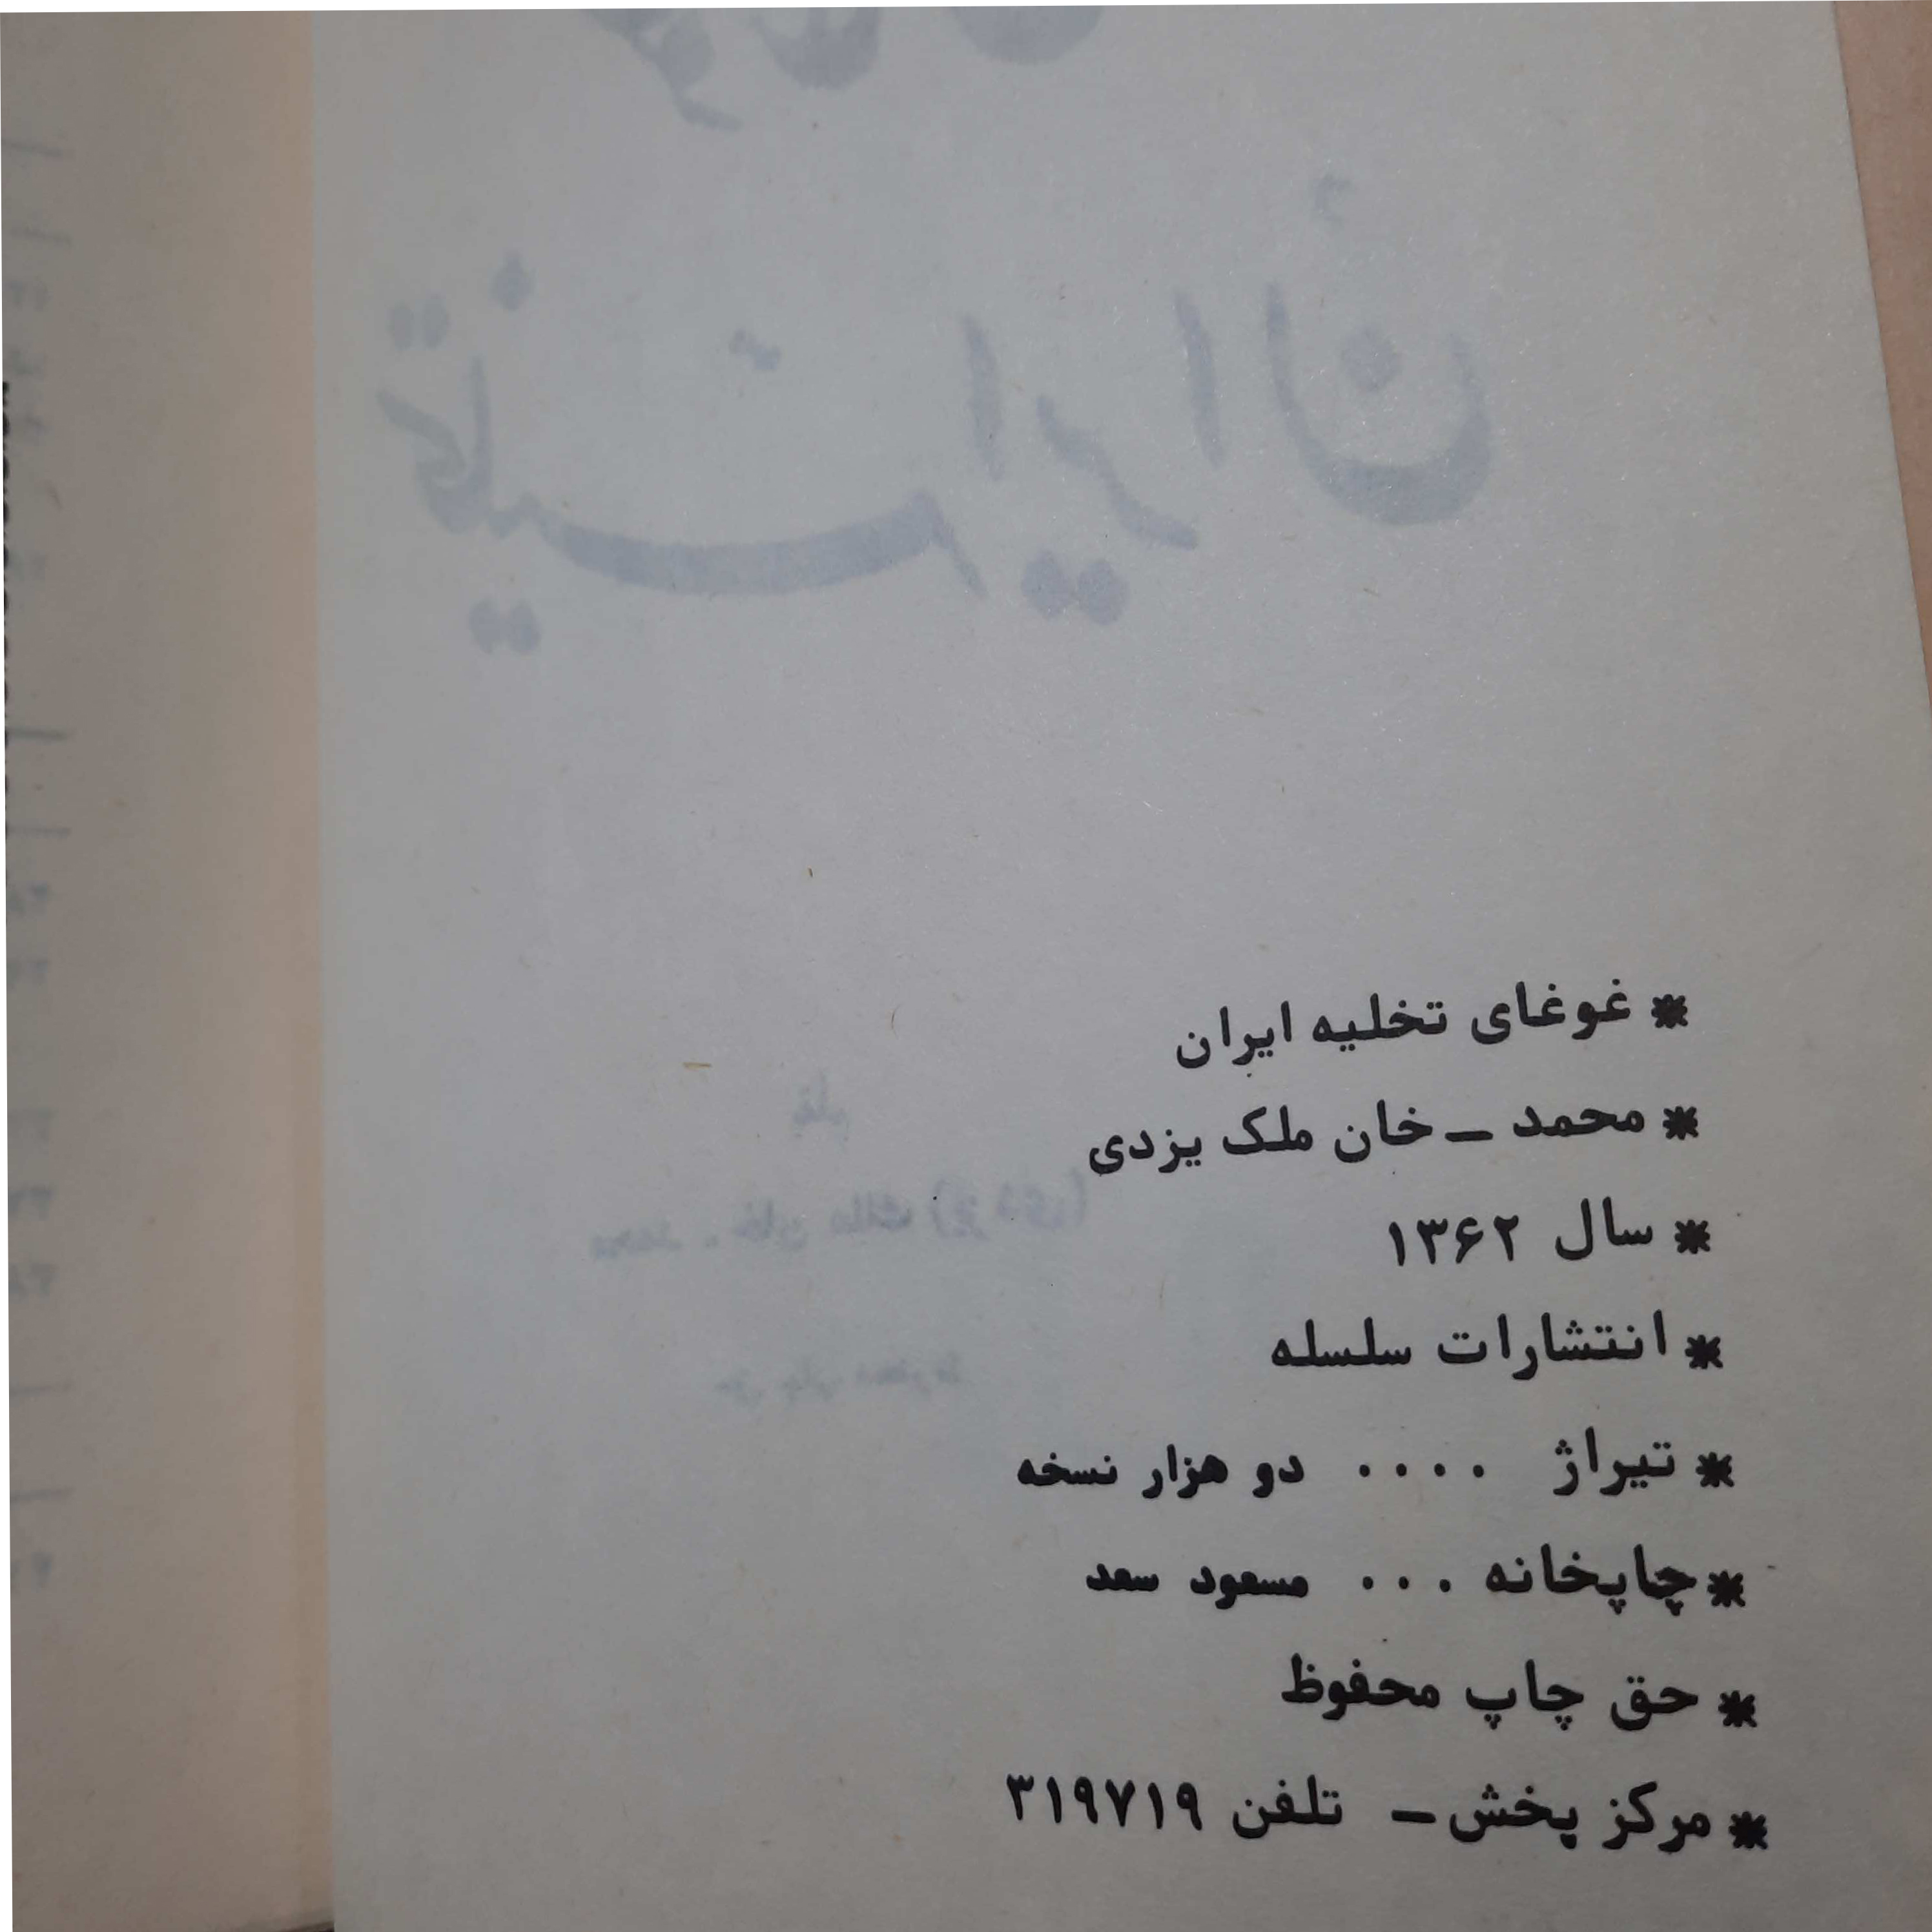 * غوغای تخلیه ایران
* محمد – خان ملک یزدی
* سال ۱۳۶۲
* انتشارات سلسله
* تیراژ .... دو هزار نسخه
* چاپخانه ... مسعود سعد
* حق چاپ محفوظ
* مرکز پخش – تلفن ۳۱۹۷۱۹